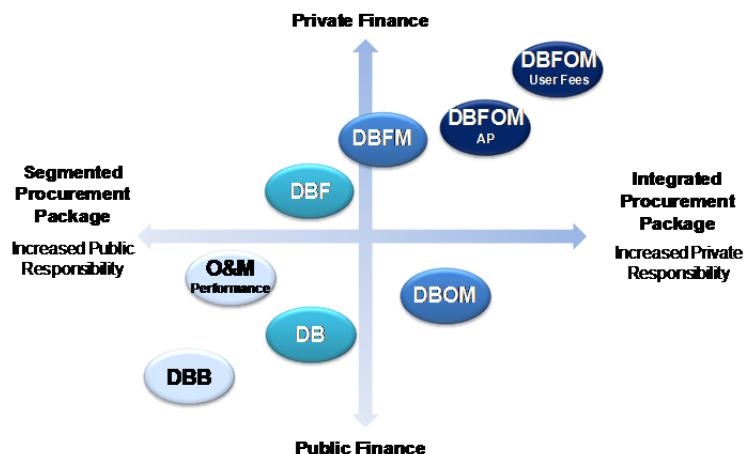 Private Finance
DBFOM
User Fees
DBFOM
AP
DBFM
Segmented
Procurement
Package
Increased Public
Responsibility
DBF
Integrated
Procurement
Package
Increased Private
Responsibility
O&M
Performance
DBOM
DB
DBB
Public Finance